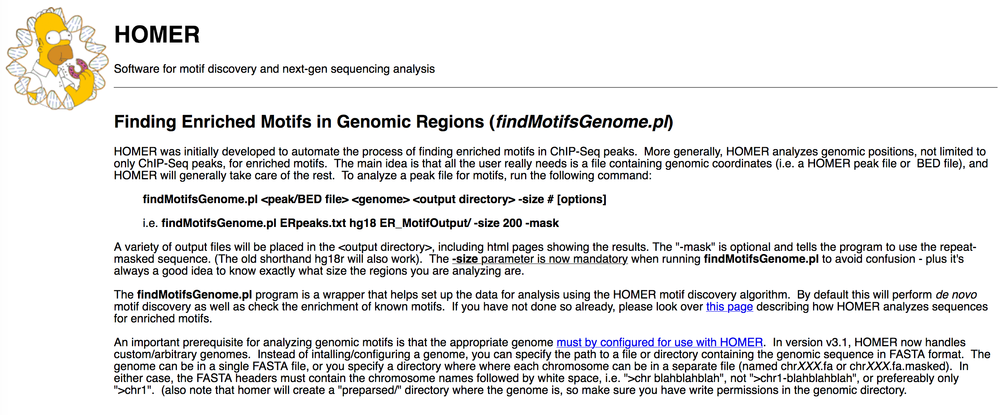 HOMER
Software for motif discovery and next-gen sequencing analysis
Finding Enriched Motifs in Genomic Regions (findMotifsGenome.pl)
HOMER was initially developed to automate the process of finding enriched motifs in ChIP-Seq peaks.  More generally, HOMER analyzes genomic positions, not limited to
only ChIP-Seq peaks, for enriched motifs.  The main idea is that all the user really needs is a file containing genomic coordinates (i.e. a HOMER peak file or  BED file), and
HOMER will generally take care of the rest.  To analyze a peak file for motifs, run the following command:
findMotifsGenome.pl <peak/BED file> <genome> <output directory> -size # [options]
i.e. findMotifsGenome.pl ERpeaks.txt hg18 ER_MotifOutput/ -size 200 -mask
A variety of output files will be placed in the <output directory>, including html pages showing the results. The "-mask" is optional and tells the program to use the repeat-
masked sequence. (The old shorthand hg18r will also work).  The -size parameter is now mandatory when running findMotifsGenome.pl to avoid confusion - plus it's
always a good idea to know exactly what size the regions you are analyzing are.
The findMotifsGenome.pl program is a wrapper that helps set up the data for analysis using the HOMER motif discovery algorithm.  By default this will perform de novo
motif discovery as well as check the enrichment of known motifs.  If you have not done so already, please look over this page describing how HOMER analyzes sequences
for enriched motifs.
An important prerequisite for analyzing genomic motifs is that the appropriate genome must by configured for use with HOMER.  In version v3.1, HOMER now handles
custom/arbitrary genomes.  Instead of intalling/configuring a genome, you can specify the path to a file or directory containing the genomic sequence in FASTA format.  The
genome can be in a single FASTA file, or you specify a directory where where each chromosome can be in a separate file (named chrXXX.fa or chrXXX.fa.masked).  In
either case, the FASTA headers must contain the chromosome names followed by white space, i.e. ">chr blahblahblah", not ">chr1-blahblahblah", or prefereably only
">chr1".  (also note that homer will create a "preparsed/" directory where the genome is, so make sure you have write permissions in the genomic directory.